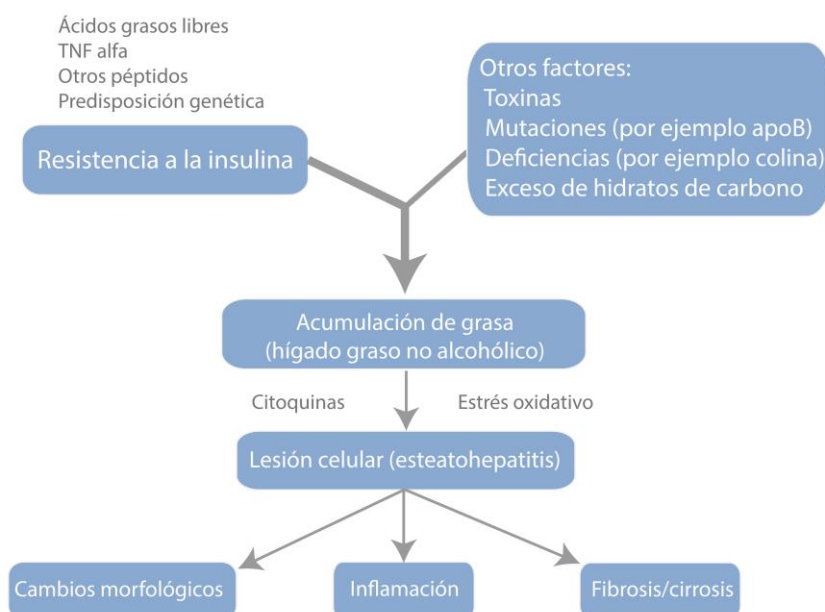 Ácidos grasos libres
TNF alfa
Otros péptidos
Predisposición genética
Resistencia a la insulina
Otros factores:
Toxinas
Mutaciones (por ejemplo apoB)
Deficiencias (por ejemplo colina)
Exceso de hidratos de carbono
Acumulación de grasa
(hígado graso no alcohólico)
Citoquinas
Estrés oxidativo
Lesión celular (esteatohepatitis)
Cambios morfológicos
Inflamación
Fibrosis/cirrosis